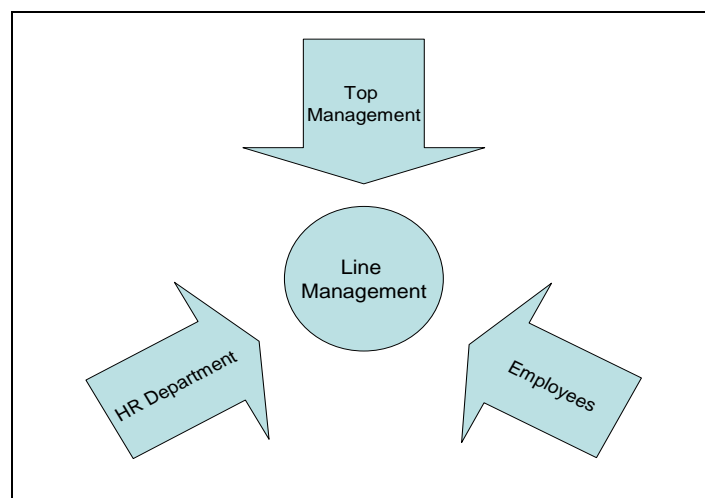 Top
Management
Line
Management
HR Department
Employees